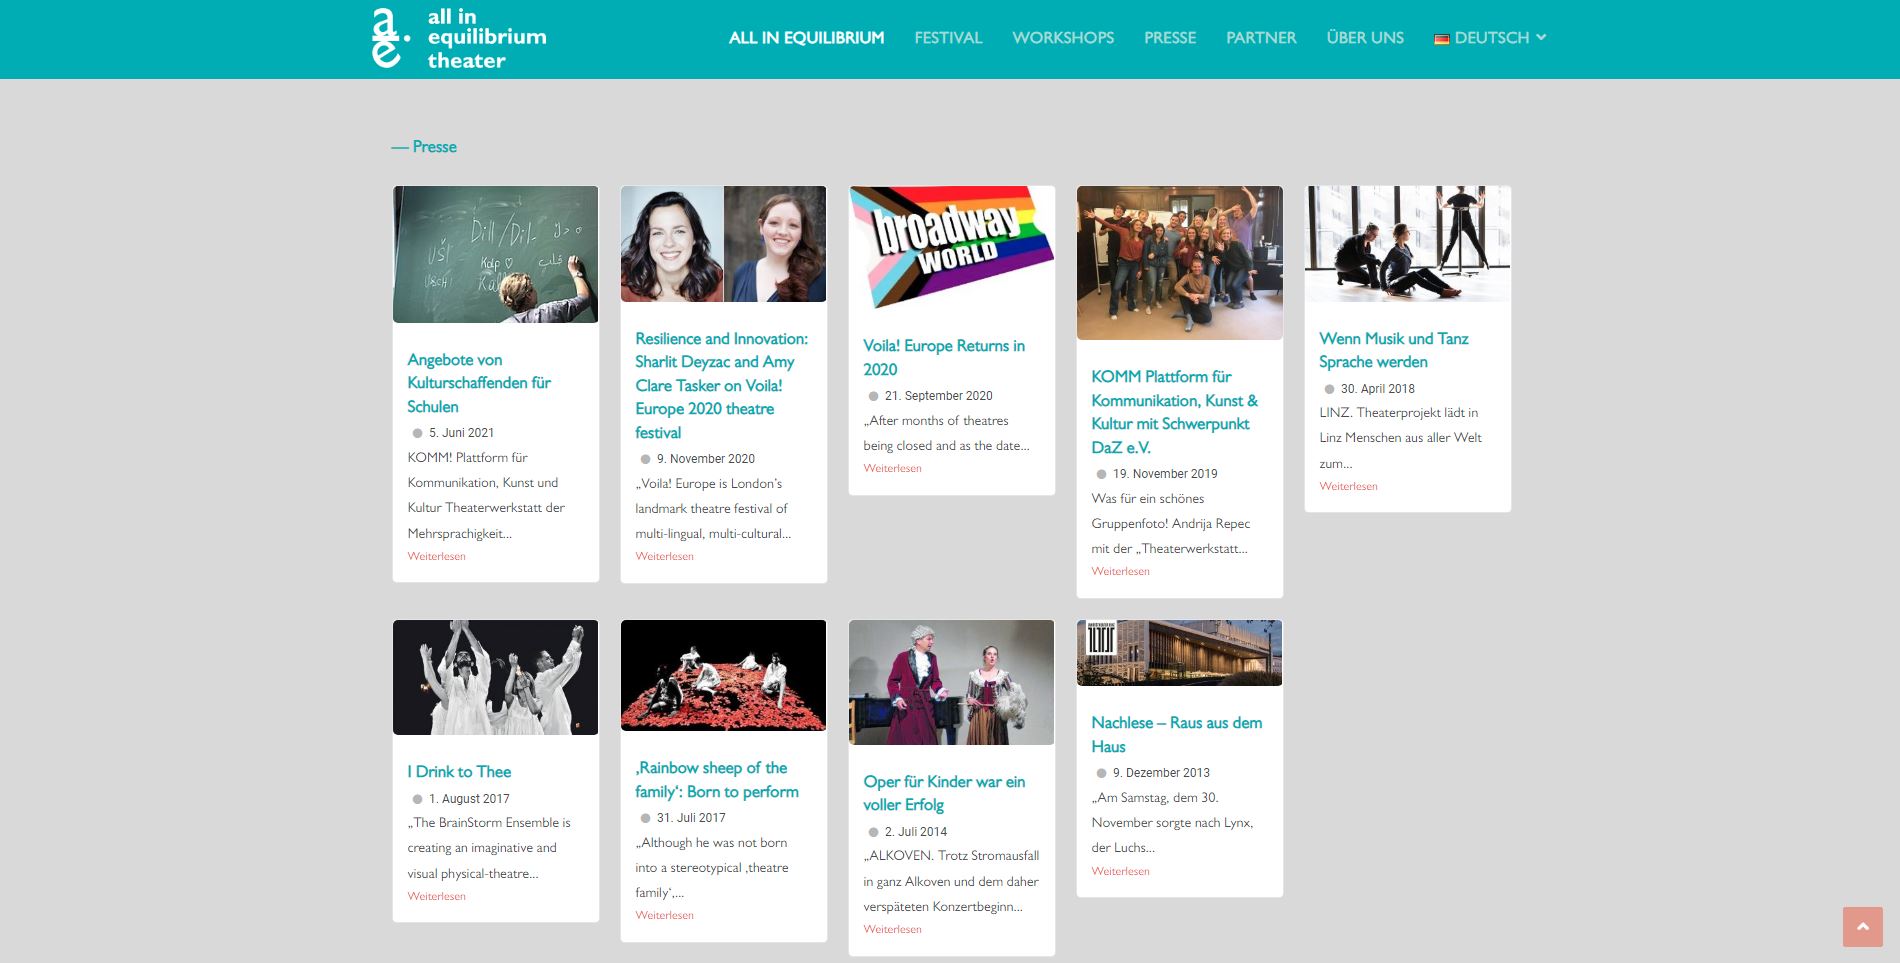 a.e
all in
equilibrium
theater
ALL IN EQUILIBRIUM
FESTIVAL
WORKSHOPS
PRESSE
PARTNER
ÜBER UNS
DEUTSCH
— Presse
Dill / Dil-
UŠI
Kalp ♡
Angebote von
Kulturschaffenden für
Schulen
5. Juni 2021
KOMM! Plattform für
Kommunikation, Kunst und
Kultur Theaterwerkstatt der
Mehrsprachigkeit...
Weiterlesen
Resilience and Innovation:
Sharlit Deyzac and Amy
Clare Tasker on Voila!
Europe 2020 theatre
festival
9. November 2020
„Voila! Europe is London’s
landmark theatre festival of
multi-lingual, multi-cultural...
Weiterlesen
broadway
WORLD
Voila! Europe Returns in
2020
21. September 2020
„After months of theatres
being closed and as the date...
Weiterlesen
KOMM Plattform für
Kommunikation, Kunst &
Kultur mit Schwerpunkt
DaZ e.V.
19. November 2019
Was für ein schönes
Gruppenfoto! Andrija Repec
mit der „Theaterwerkstatt...
Weiterlesen
Wenn Musik und Tanz
Sprache werden
30. April 2018
LINZ. Theaterprojekt lädt in
Linz Menschen aus aller Welt
zum...
Weiterlesen
I Drink to Thee
1. August 2017
„The BrainStorm Ensemble is
creating an imaginative and
visual physical-theatre...
Weiterlesen
‚Rainbow sheep of the
family‘: Born to perform
31. Juli 2017
„Although he was not born
into a stereotypical ‚theatre
family‘,...
Weiterlesen
Oper für Kinder war ein
voller Erfolg
2. Juli 2014
„ALKOVEN. Trotz Stromausfall
in ganz Alkoven und dem daher
verspäteten Konzertbeginn...
Weiterlesen
Nachlese – Raus aus dem
Haus
9. Dezember 2013
„Am Samstag, dem 30.
November sorgte nach Lynx,
der Luchs...
Weiterlesen